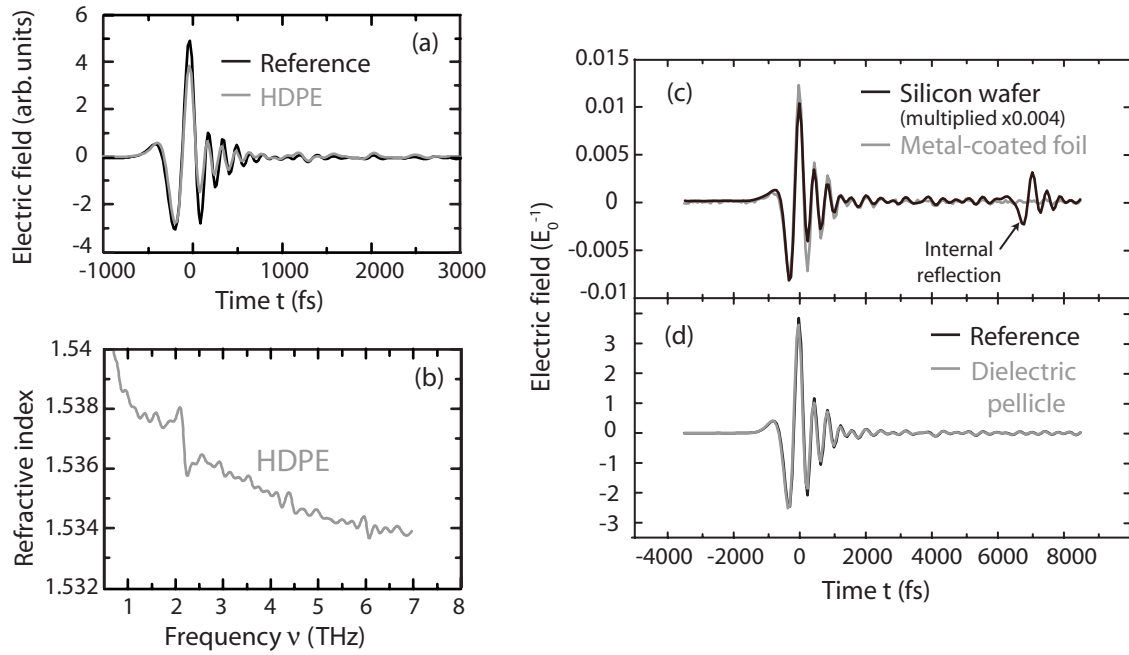 (a)
Electric field (arb. units)
6
4
2
0
-2
-4
Reference
HDPE
-1000
0
1000
2000
3000
Time t (fs)
(b)
Refractive index
1.54
1.538
1.536
1.534
1.532
HDPE
1
2
3
4
5
6
7
8
Frequency ν (THz)
Electric field (E₀⁻¹)
(c)
0.015
0.01
0.005
0
-0.005
-0.01
Silicon wafer
(multiplied x0.004)
Metal-coated foil
Internal
reflection
(d)
3
2
1
0
-1
-2
-3
Reference
Dielectric
pellicle
-4000
-2000
0
2000
4000
6000
8000
Time t (fs)